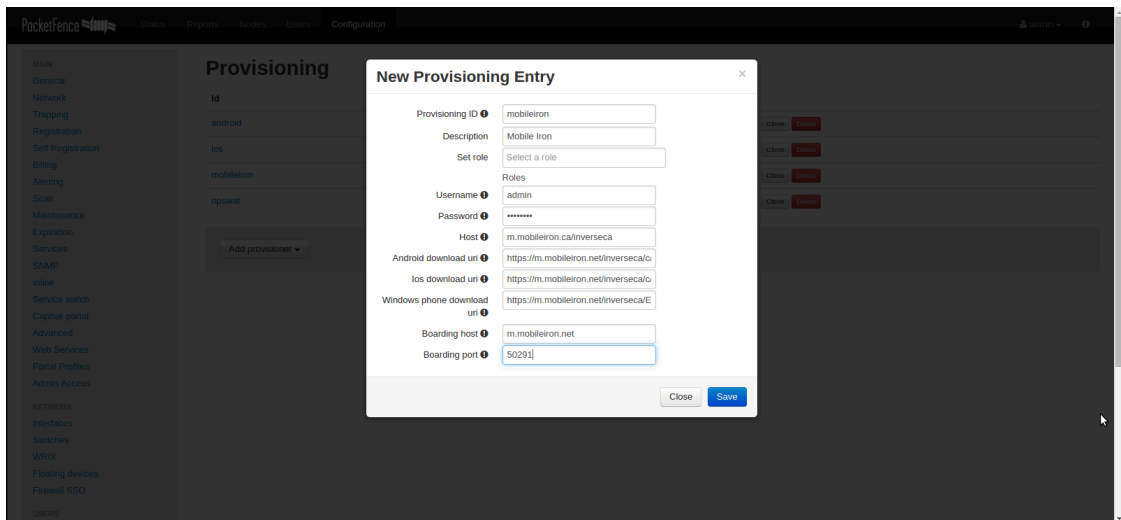 PacketFence Status Reports Nodes Users Configuration admin
MAIN
General
Network
Trapping
Registration
Self Registration
Billing
Alerting
Scan
Maintenance
Expiration
Services
SNMP
Inline
Service watch
Captive portal
Advanced
Web Services
Portal Profiles
Admin Access
NETWORK
Interfaces
Switches
WRIX
Floating devices
Firewall SSO
USERS
Provisioning
Id
android Clone Delete
ios Clone Delete
mobileiron Clone Delete
opswat Clone Delete
Add provisioner
New Provisioning Entry ×
Provisioning ID mobileiron
Description Mobile Iron
Set role Select a role
Roles
Username admin
Password ••••••••
Host m.mobileiron.ca/inverseca
Android download uri https://m.mobileiron.net/inverseca/c
Ios download uri https://m.mobileiron.net/inverseca/c
Windows phone download https://m.mobileiron.net/inverseca/E
uri
Boarding host m.mobileiron.net
Boarding port 50291
Close Save